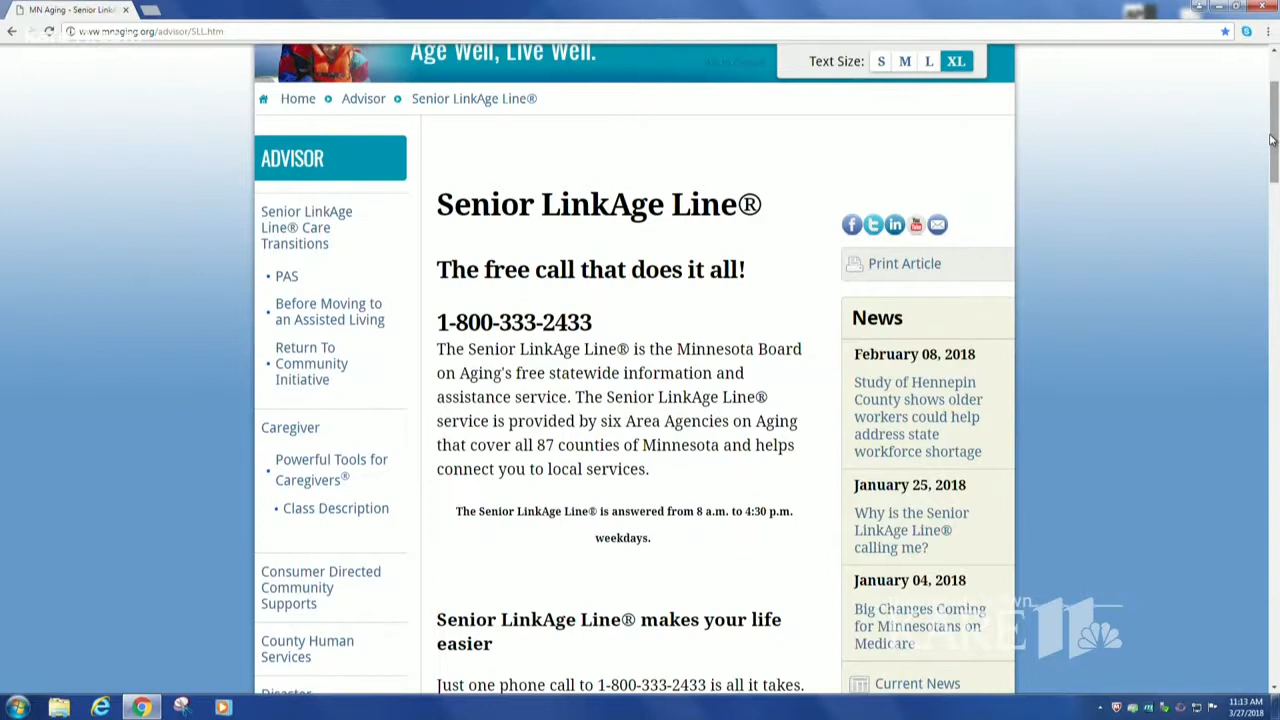 MN Aging - Senior Link
www.mnaging.org/advisor/SLL.htm
Age Well, Live Well.
Text Size: S M L XL
Home Advisor Senior LinkAge Line®
ADVISOR
Senior LinkAge
Line® Care
Transitions
• PAS
• Before Moving to
an Assisted Living
Return To
• Community
Initiative
Caregiver
• Powerful Tools for
Caregivers®
• Class Description
Consumer Directed
Community
Supports
County Human
Services
Disaster
Senior LinkAge Line®
The free call that does it all!
1-800-333-2433
The Senior LinkAge Line® is the Minnesota Board
on Aging's free statewide information and
assistance service. The Senior LinkAge Line®
service is provided by six Area Agencies on Aging
that cover all 87 counties of Minnesota and helps
connect you to local services.
The Senior LinkAge Line® is answered from 8 a.m. to 4:30 p.m.
weekdays.
Senior LinkAge Line® makes your life
easier
Just one phone call to 1-800-333-2433 is all it takes.
Print Article
News
February 08, 2018
Study of Hennepin
County shows older
workers could help
address state
workforce shortage
January 25, 2018
Why is the Senior
LinkAge Line®
calling me?
January 04, 2018
Big Changes Coming
for Minnesotans on
Medicare
Current News
KARE 11
11:13 AM
3/27/2018